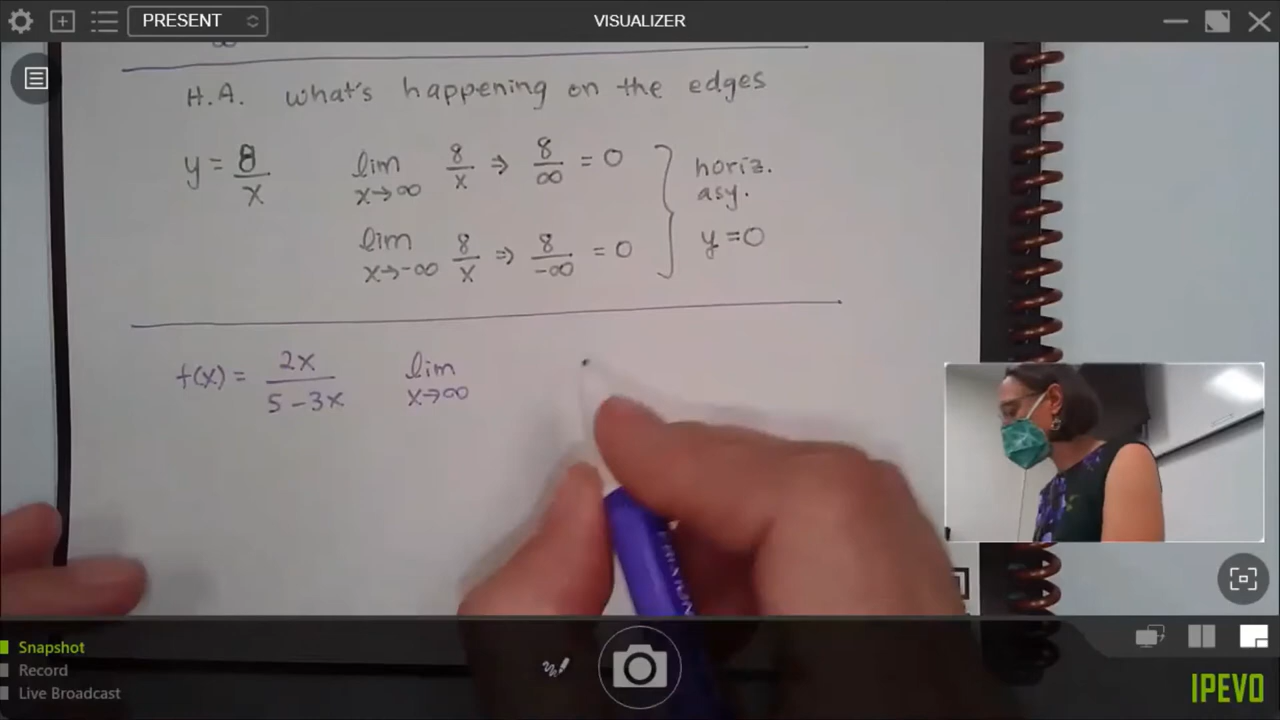 PRESENT
VISUALIZER
H.A. what's happening on the edges
y = 8/x lim x→∞ 8/x ⇒ 8/∞ = 0
lim x→-∞ 8/x ⇒ 8/-∞ = 0
horiz.
asy.
y = 0
f(x) = 2x/(5-3x) lim x→∞
Snapshot
Record
Live Broadcast
IPEVO